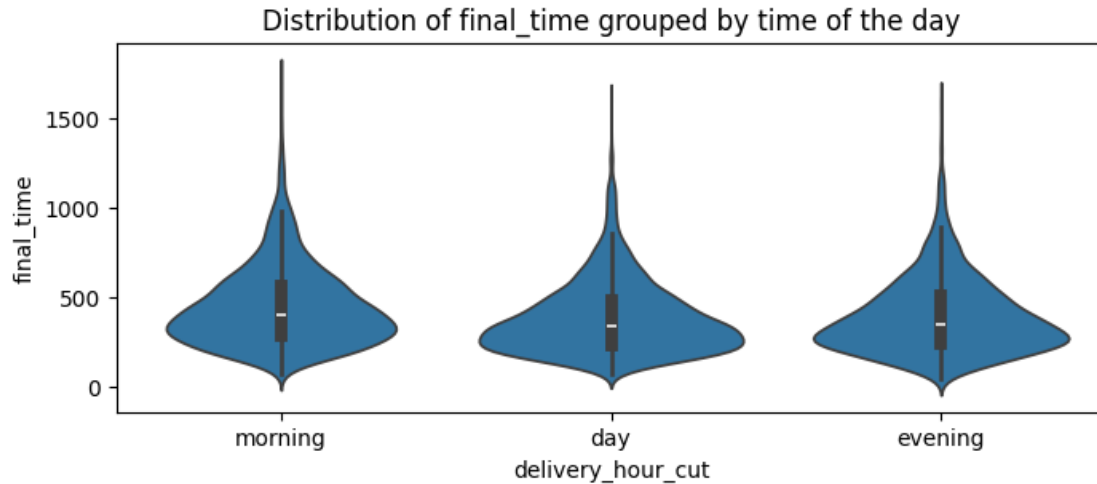 Distribution of final_time grouped by time of the day
final_time
1500
1000
500
0
morning day evening
delivery_hour_cut